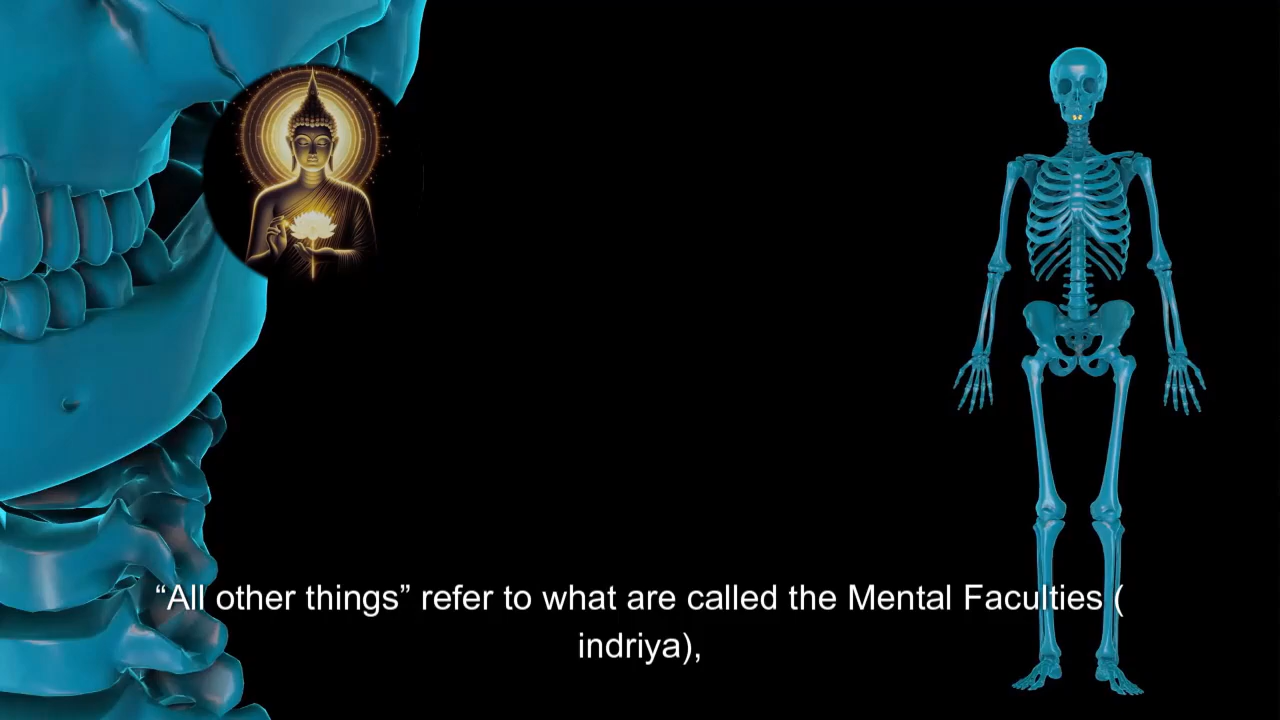 “All other things” refer to what are called the Mental Faculties (
indriya),